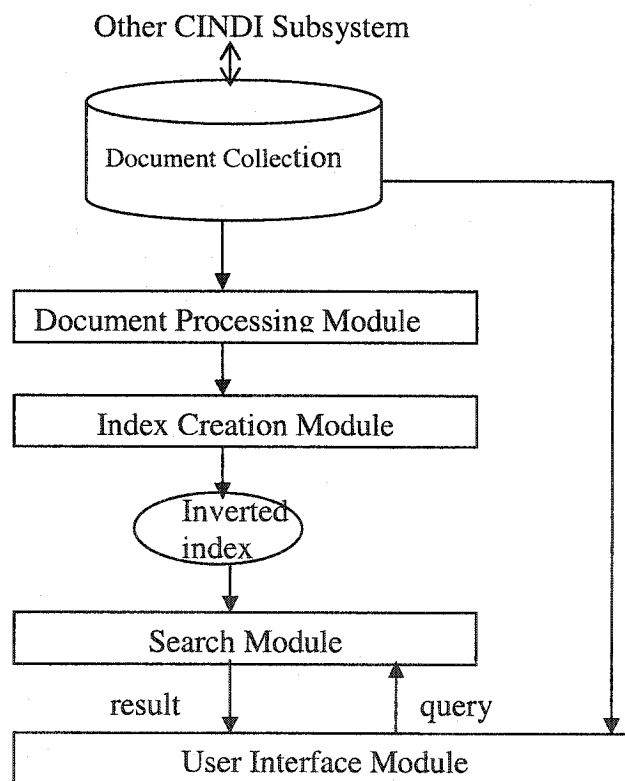 Other CINDI Subsystem
Document Collection
Document Processing Module
Index Creation Module
Inverted
index
Search Module
result
query
User Interface Module